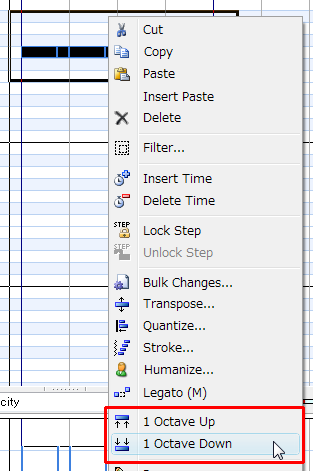 Cut
Copy
Paste
Insert Paste
Delete
Filter...
Insert Time
Delete Time
STEP
Lock Step
STEP
Unlock Step
Bulk Changes...
Transpose...
Quantize...
Stroke...
Humanize...
Legato (M)
city
1 Octave Up
1 Octave Down